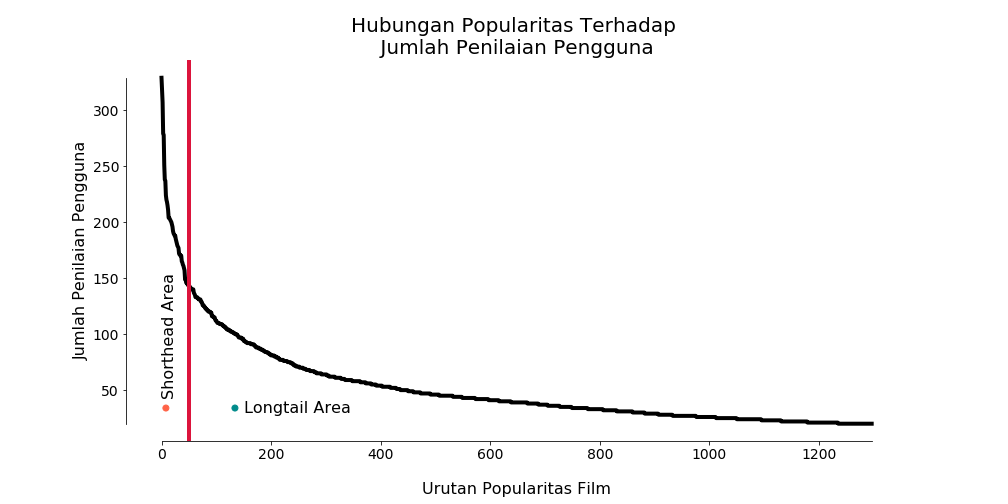 Hubungan Popularitas Terhadap
Jumlah Penilaian Pengguna
Jumlah Penilaian Pengguna
300
250
200
150
100
50
Shorthead Area
Longtail Area
0
200
400
600
800
1000
1200
Urutan Popularitas Film